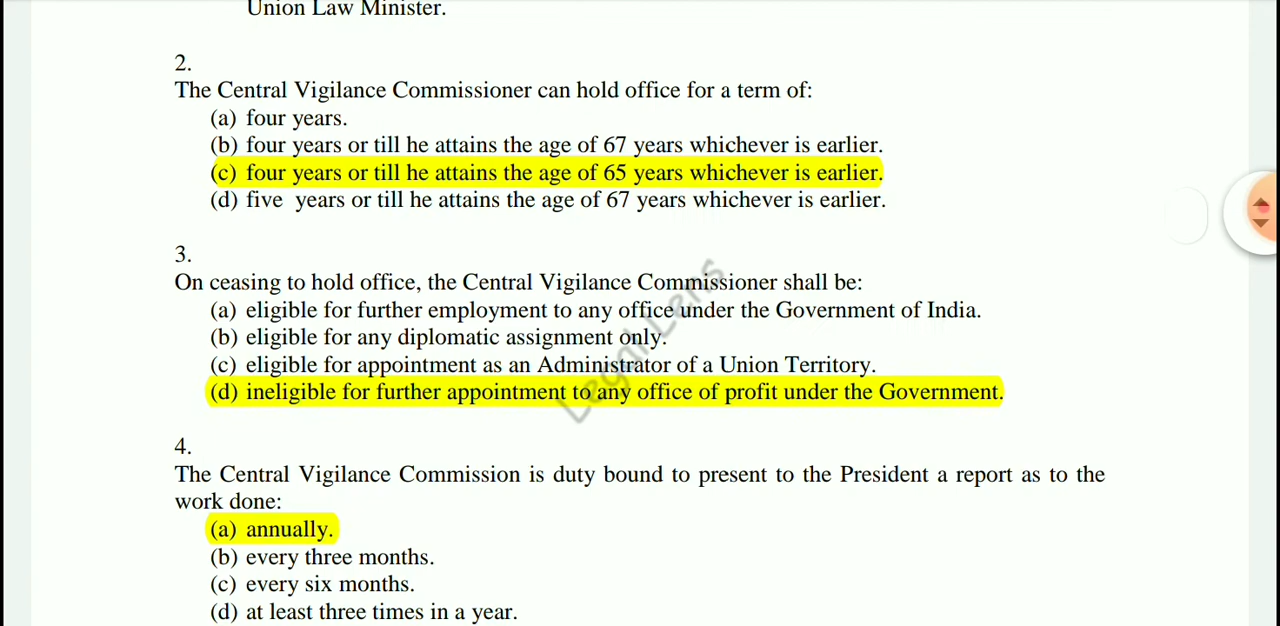 Union Law Minister.
2.
The Central Vigilance Commissioner can hold office for a term of:
(a) four years.
(b) four years or till he attains the age of 67 years whichever is earlier.
(c) four years or till he attains the age of 65 years whichever is earlier.
(d) five  years or till he attains the age of 67 years whichever is earlier.
3.
On ceasing to hold office, the Central Vigilance Commissioner shall be:
(a) eligible for further employment to any office under the Government of India.
(b) eligible for any diplomatic assignment only.
(c) eligible for appointment as an Administrator of a Union Territory.
(d) ineligible for further appointment to any office of profit under the Government.
Legal Lens
4.
The Central Vigilance Commission is duty bound to present to the President a report as to the
work done:
(a) annually.
(b) every three months.
(c) every six months.
(d) at least three times in a year.